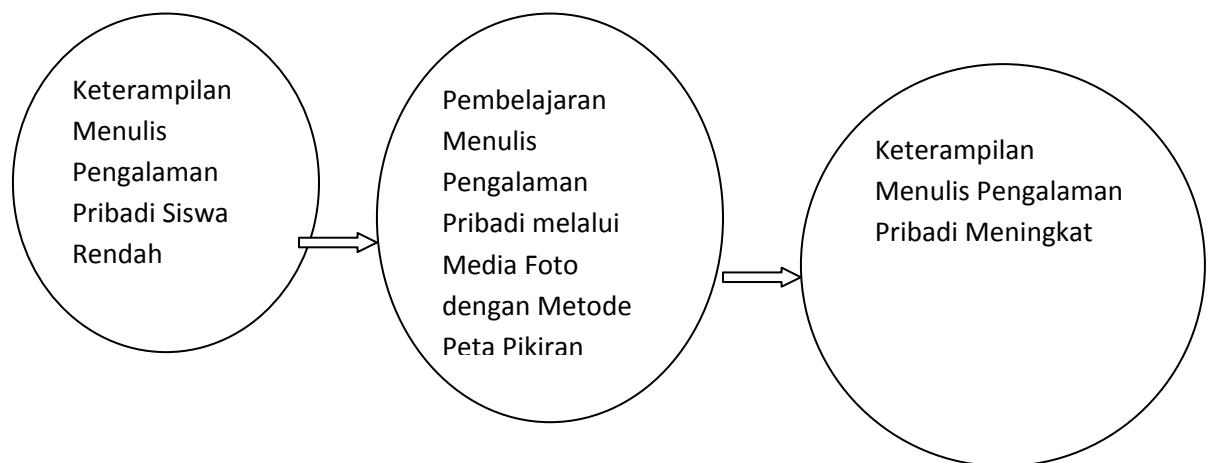 Keterampilan
Menulis
Pengalaman
Pribadi Siswa
Rendah
Pembelajaran
Menulis
Pengalaman
Pribadi melalui
Media Foto
dengan Metode
Peta Pikiran
Keterampilan
Menulis Pengalaman
Pribadi Meningkat